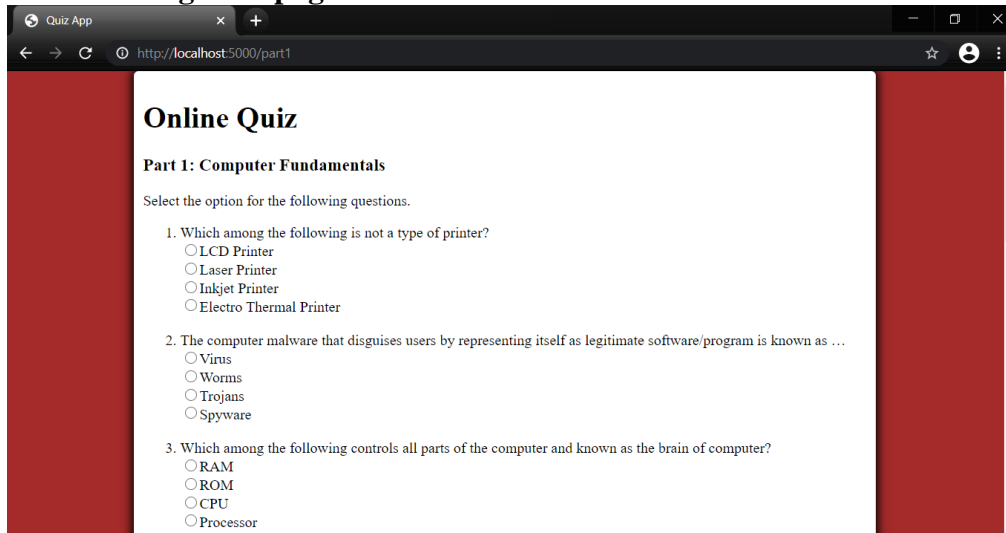 Quiz App
http://localhost:5000/part1
Online Quiz
Part 1: Computer Fundamentals
Select the option for the following questions.
1. Which among the following is not a type of printer?
LCD Printer
Laser Printer
Inkjet Printer
Electro Thermal Printer
2. The computer malware that disguises users by representing itself as legitimate software/program is known as …
Virus
Worms
Trojans
Spyware
3. Which among the following controls all parts of the computer and known as the brain of computer?
RAM
ROM
CPU
Processor